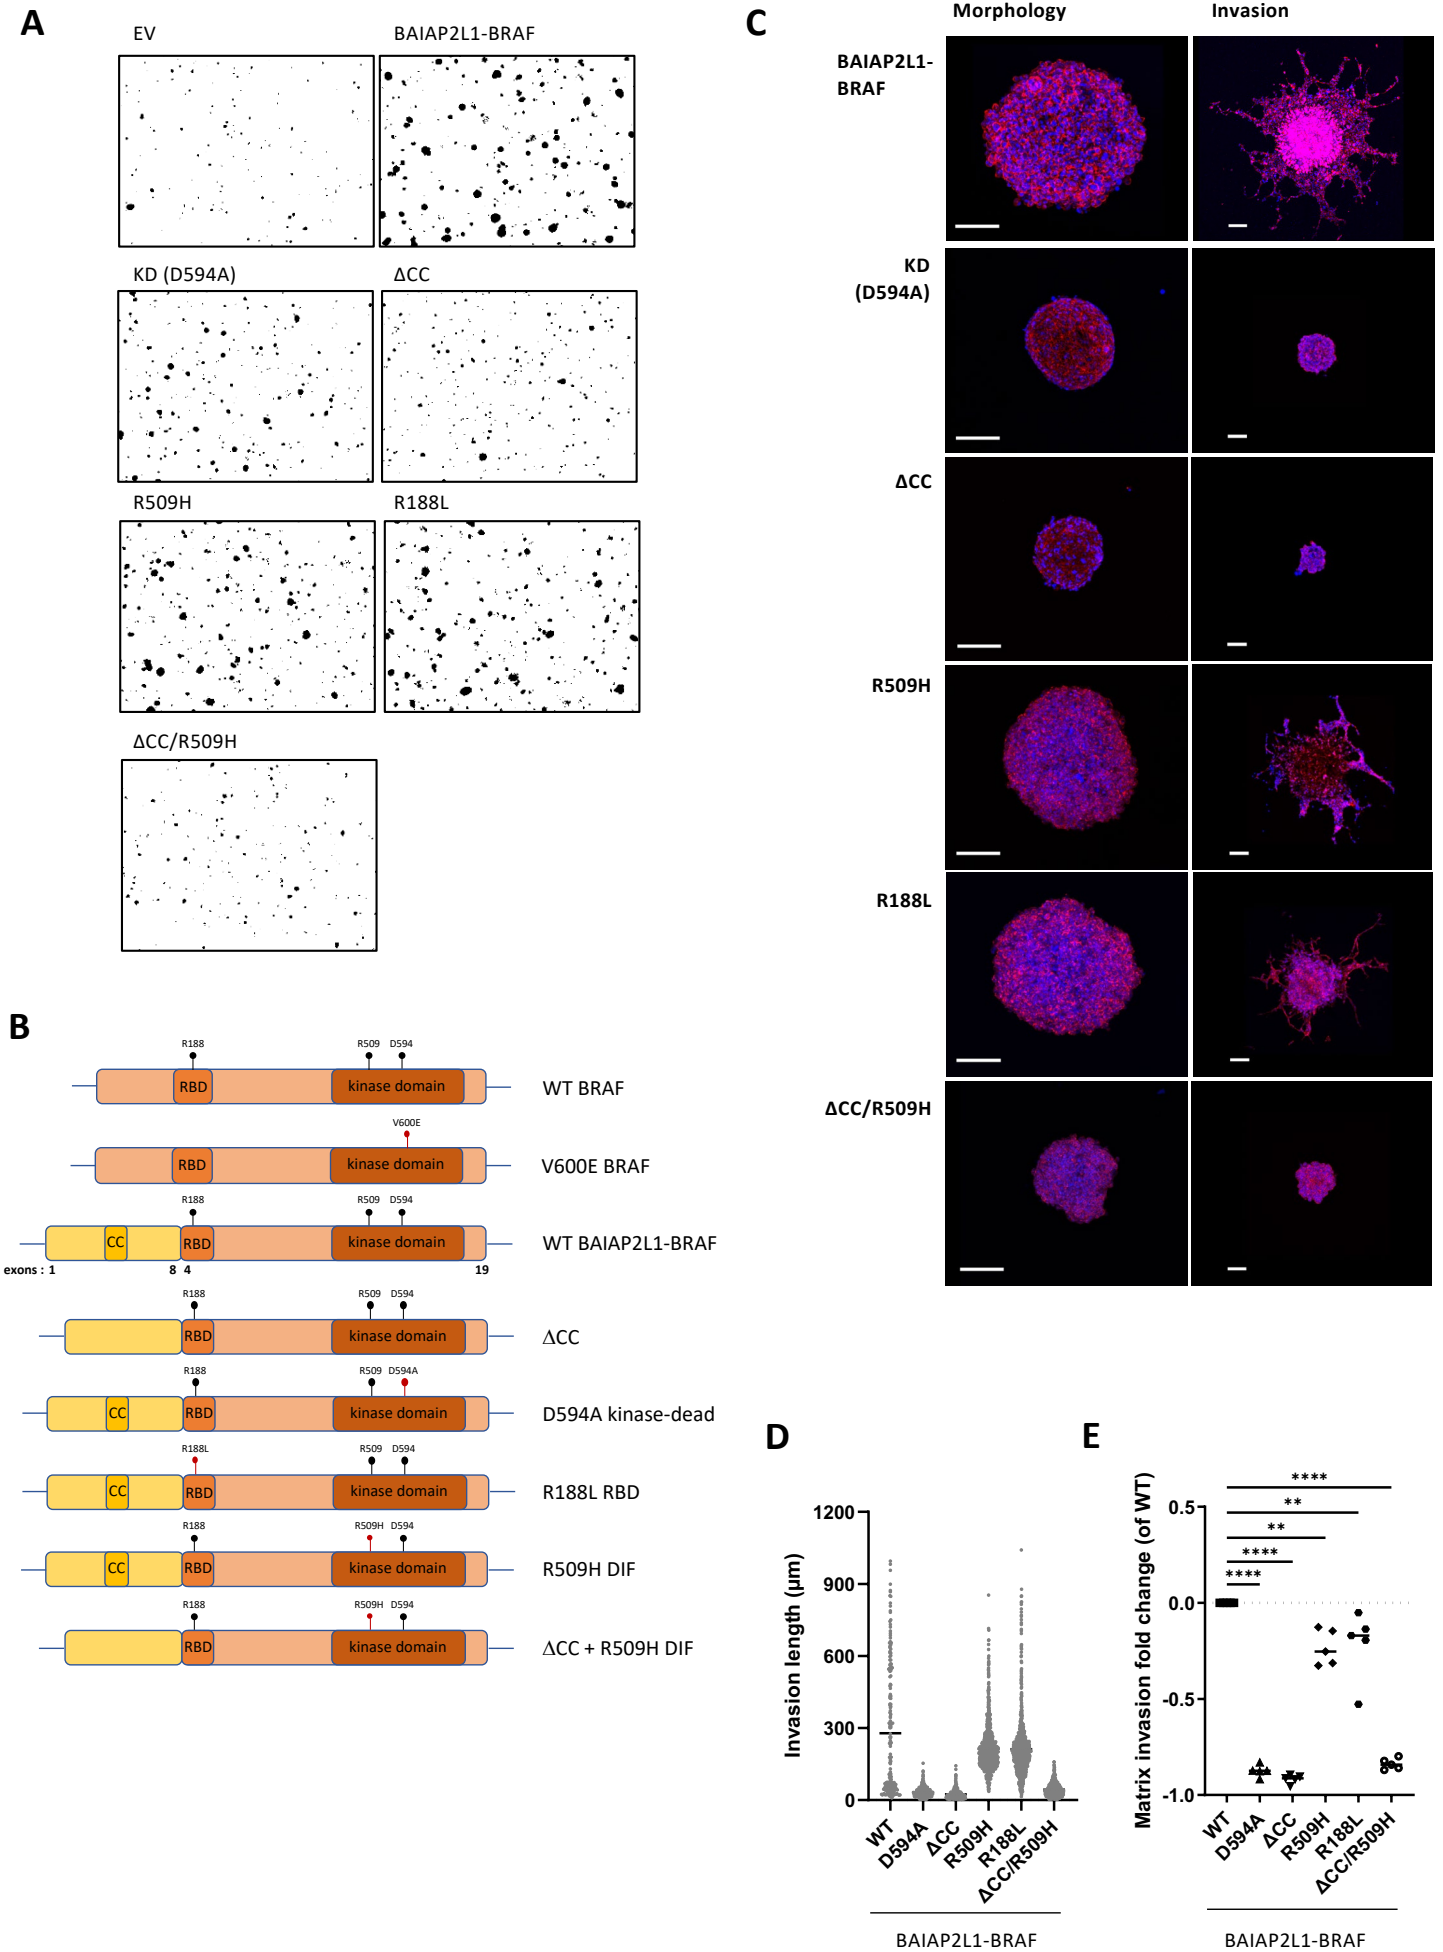 A
EV
BAIAP2L1-BRAF
KD (D594A)
ΔCC
R509H
R188L
ΔCC/R509H
B
R188
R509 D594
RBD
kinase domain
WT BRAF
V600E
RBD
kinase domain
V600E BRAF
R188
R509 D594
CC
RBD
kinase domain
WT BAIAP2L1-BRAF
exons : 1
8 4
19
R188
R509 D594
RBD
kinase domain
ΔCC
R188
R509 D594A
CC
RBD
kinase domain
D594A kinase-dead
R188L
R509 D594
CC
RBD
kinase domain
R188L RBD
R188
R509H D594
CC
RBD
kinase domain
R509H DIF
R188
R509H D594
RBD
kinase domain
ΔCC + R509H DIF
C
Morphology
Invasion
BAIAP2L1-
BRAF
KD
(D594A)
ΔCC
R509H
R188L
ΔCC/R509H
D
Invasion length (µm)
1200
900
600
300
0
WT
D594A
ΔCC
R509H
R188L
ΔCC/R509H
BAIAP2L1-BRAF
E
Matrix invasion fold change (of WT)
****
**
**
****
****
0.5
0.0
-0.5
-1.0
WT
D594A
ΔCC
R509H
R188L
ΔCC/R509H
BAIAP2L1-BRAF